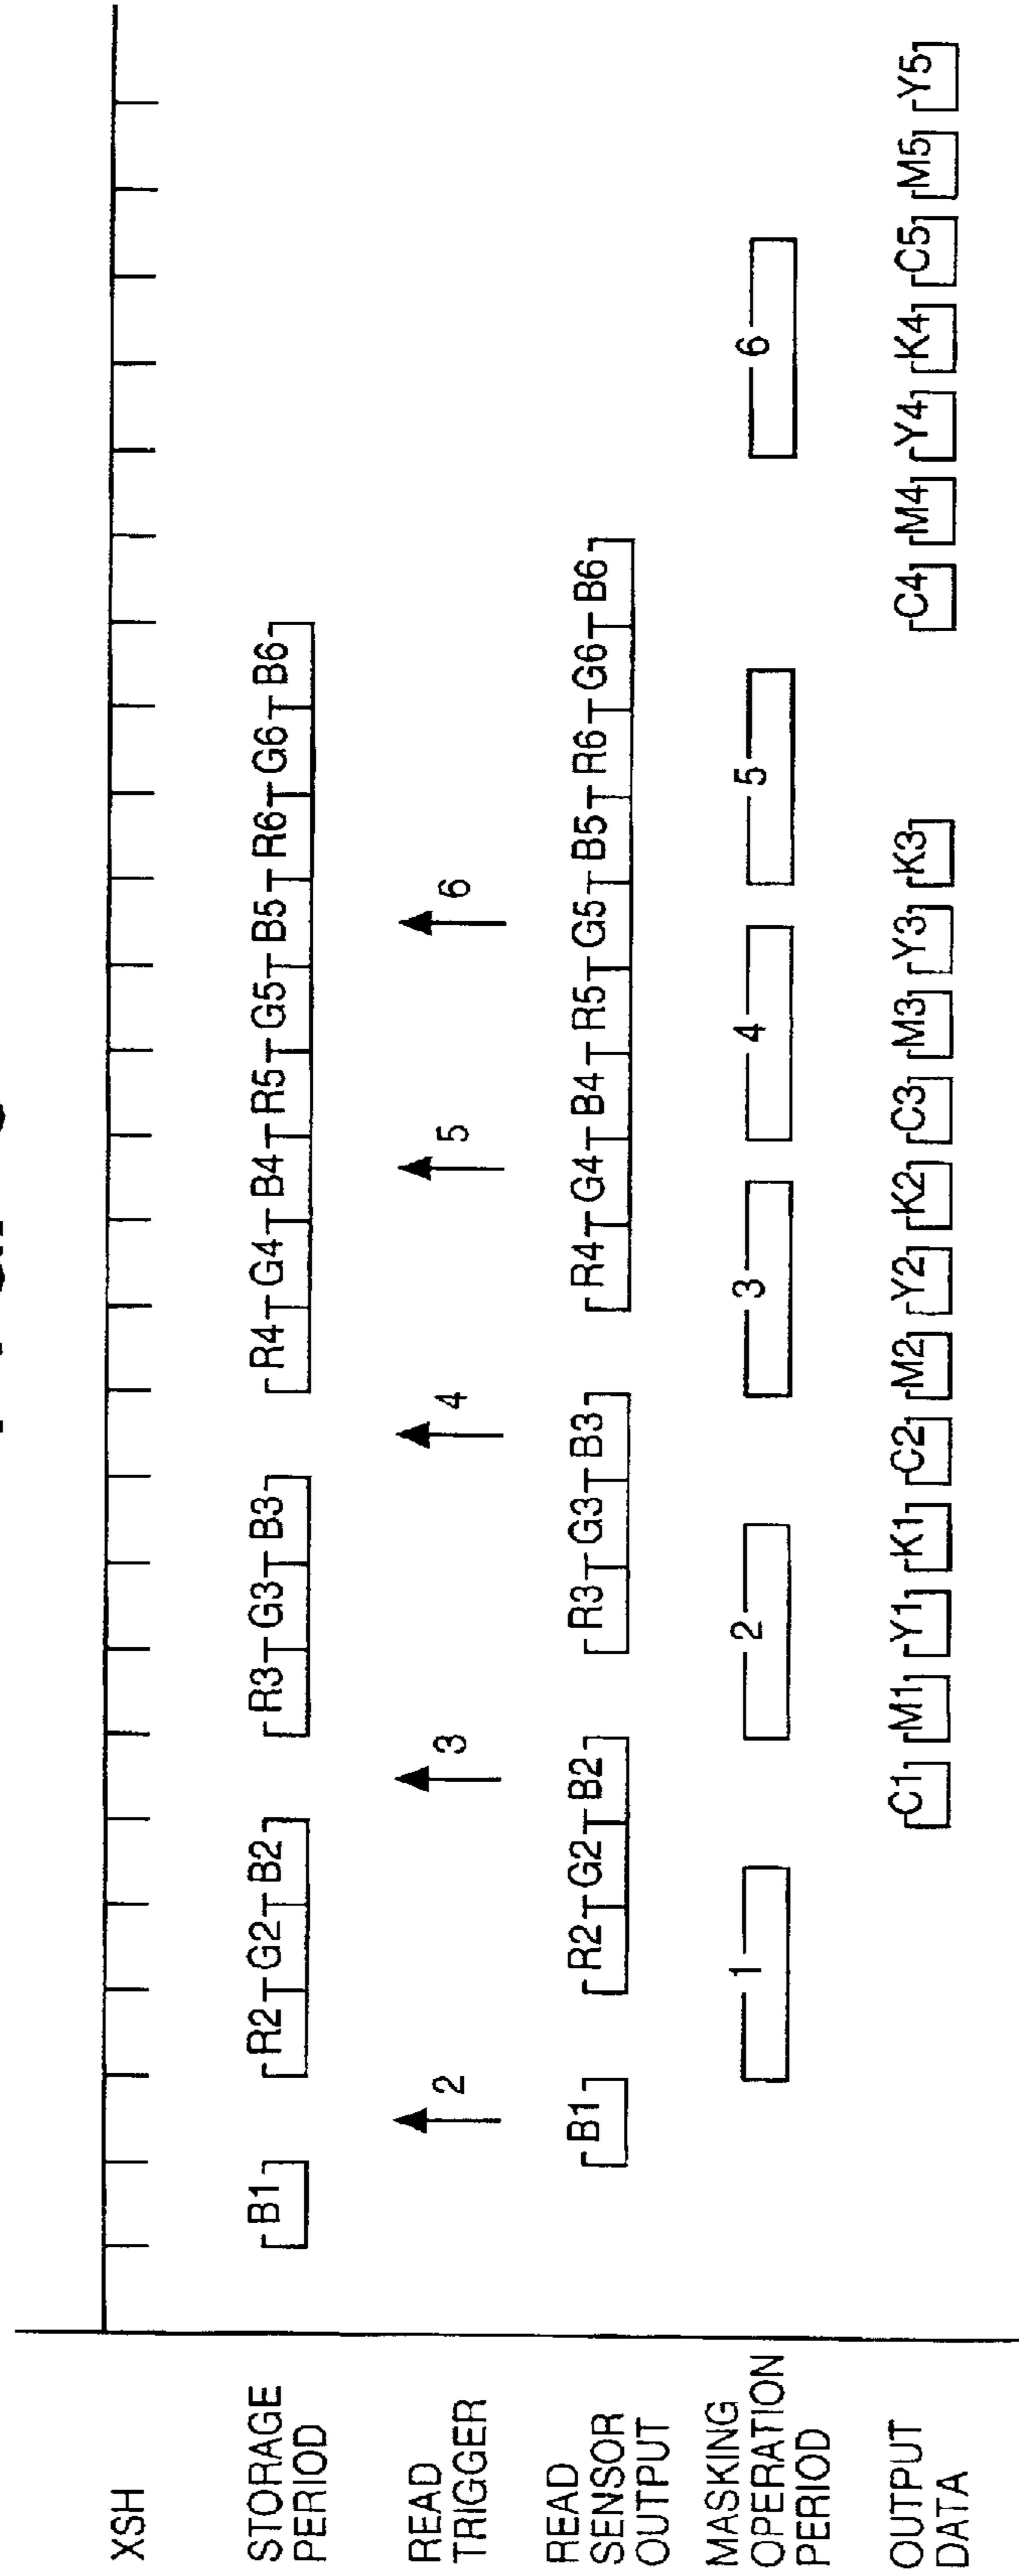 XSH
STORAGE
PERIOD
B1 R2 G2 B2 R3 G3 B3 R4 G4 B4 R5 G5 B5 R6 G6 B6
READ
TRIGGER
2 3 4 5 6
READ
SENSOR
OUTPUT
B1 R2 G2 B2 R3 G3 B3 R4 G4 B4 R5 G5 B5 R6 G6 B6
MASKING
OPERATION
PERIOD
1 2 3 4 5 6
OUTPUT
DATA
C1 M1 Y1 K1 C2 M2 Y2 K2 C3 M3 Y3 K3 C4 M4 Y4 K4 C5 M5 Y5